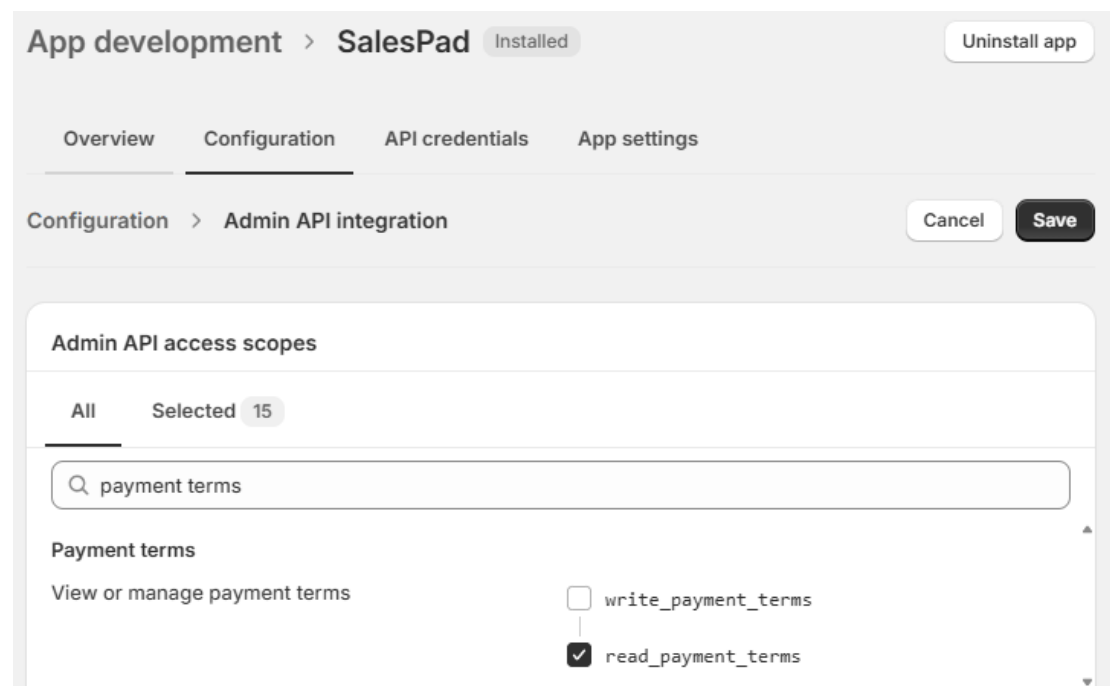 App development > SalesPad Installed Uninstall app
Overview Configuration API credentials App settings
Configuration > Admin API integration Cancel Save
Admin API access scopes
All Selected 15
payment terms
Payment terms
View or manage payment terms write_payment_terms
read_payment_terms